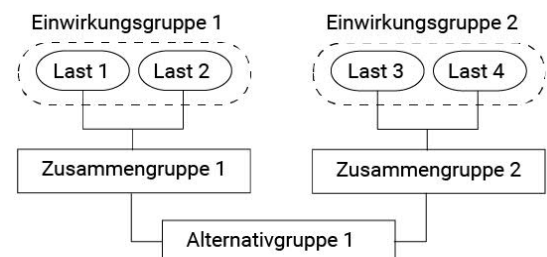 Einwirkungsgruppe 1
Einwirkungsgruppe 2
Last 1
Last 2
Last 3
Last 4
Zusammengruppe 1
Zusammengruppe 2
Alternativgruppe 1